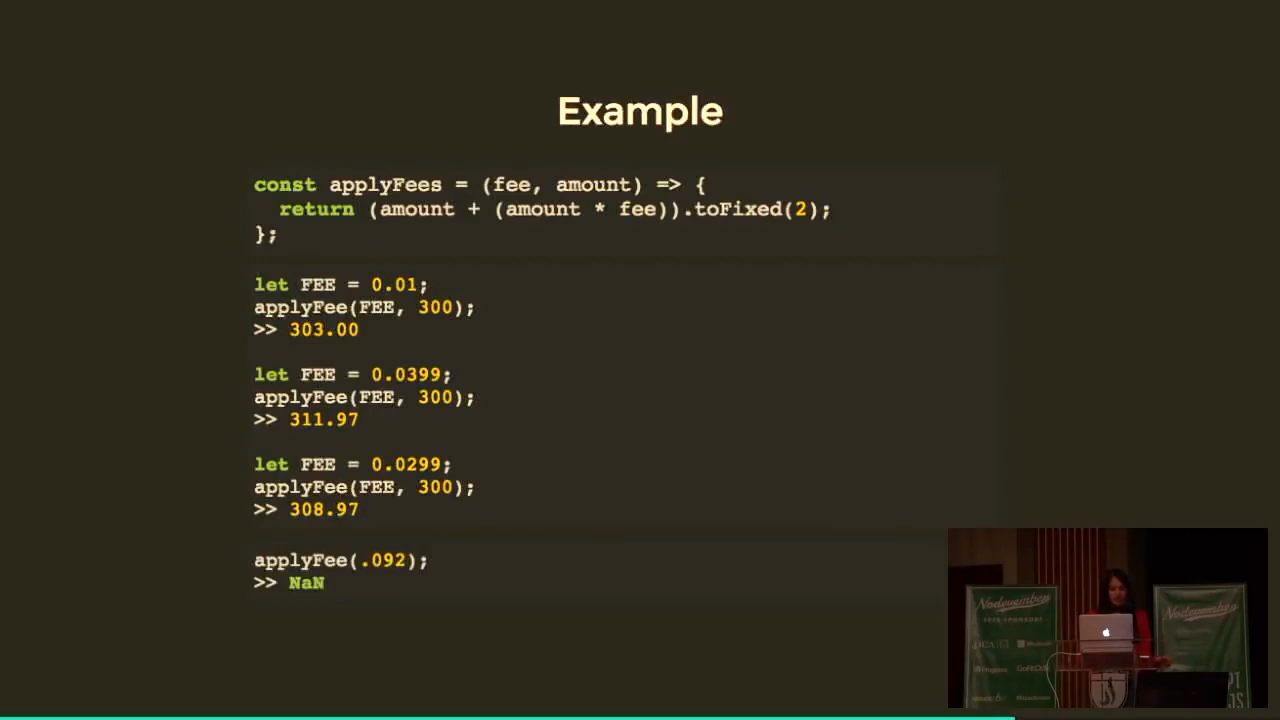 Example
const applyFees = (fee, amount) => {
  return (amount + (amount * fee)).toFixed(2);
};
let FEE = 0.01;
applyFee(FEE, 300);
>> 303.00
let FEE = 0.0399;
applyFee(FEE, 300);
>> 311.97
let FEE = 0.0299;
applyFee(FEE, 300);
>> 308.97
applyFee(.092);
>> NaN
Nodevember
Nodevember